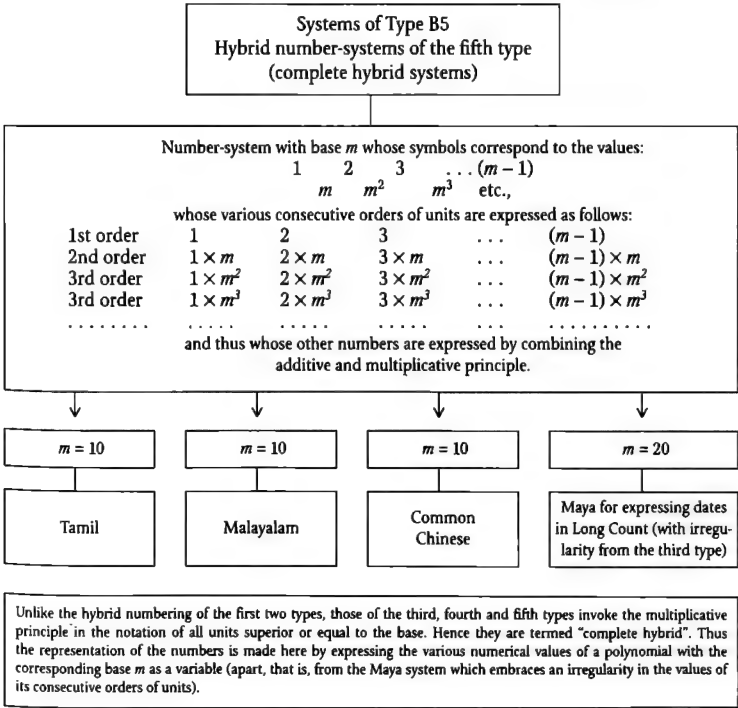 Systems of Type B5
Hybrid number-systems of the fifth type
(complete hybrid systems)
Number-system with base m whose symbols correspond to the values:
1 2 3 . . . (m – 1)
m m² m³ etc.,
whose various consecutive orders of units are expressed as follows:
1st order 1 2 3 . . . (m – 1)
2nd order 1 × m 2 × m 3 × m . . . (m – 1) × m
3rd order 1 × m² 2 × m² 3 × m² . . . (m – 1) × m²
3rd order 1 × m³ 2 × m³ 3 × m³ . . . (m – 1) × m³
. . . . . . . . . . . . . . . . . . . . . . . . . . . . . . . . . . . .
and thus whose other numbers are expressed by combining the
additive and multiplicative principle.
m = 10 m = 10 m = 10 m = 20
Tamil
Malayalam
Common
Chinese
Maya for expressing dates
in Long Count (with irregu-
larity from the third type)
Unlike the hybrid numbering of the first two types, those of the third, fourth and fifth types invoke the multiplicative
principle in the notation of all units superior or equal to the base. Hence they are termed “complete hybrid”. Thus
the representation of the numbers is made here by expressing the various numerical values of a polynomial with the
corresponding base m as a variable (apart, that is, from the Maya system which embraces an irregularity in the values of
its consecutive orders of units).